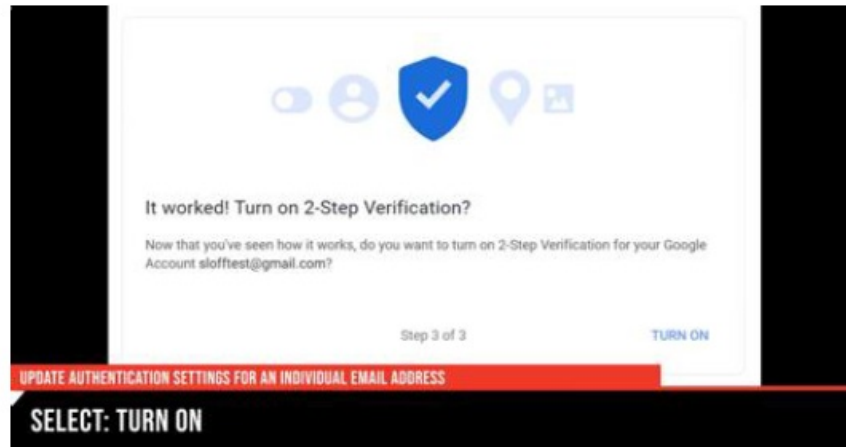 It worked! Turn on 2-Step Verification?
Now that you've seen how it works, do you want to turn on 2-Step Verification for your Google
Account slofftest@gmail.com?
Step 3 of 3
TURN ON
UPDATE AUTHENTICATION SETTINGS FOR AN INDIVIDUAL EMAIL ADDRESS
SELECT: TURN ON